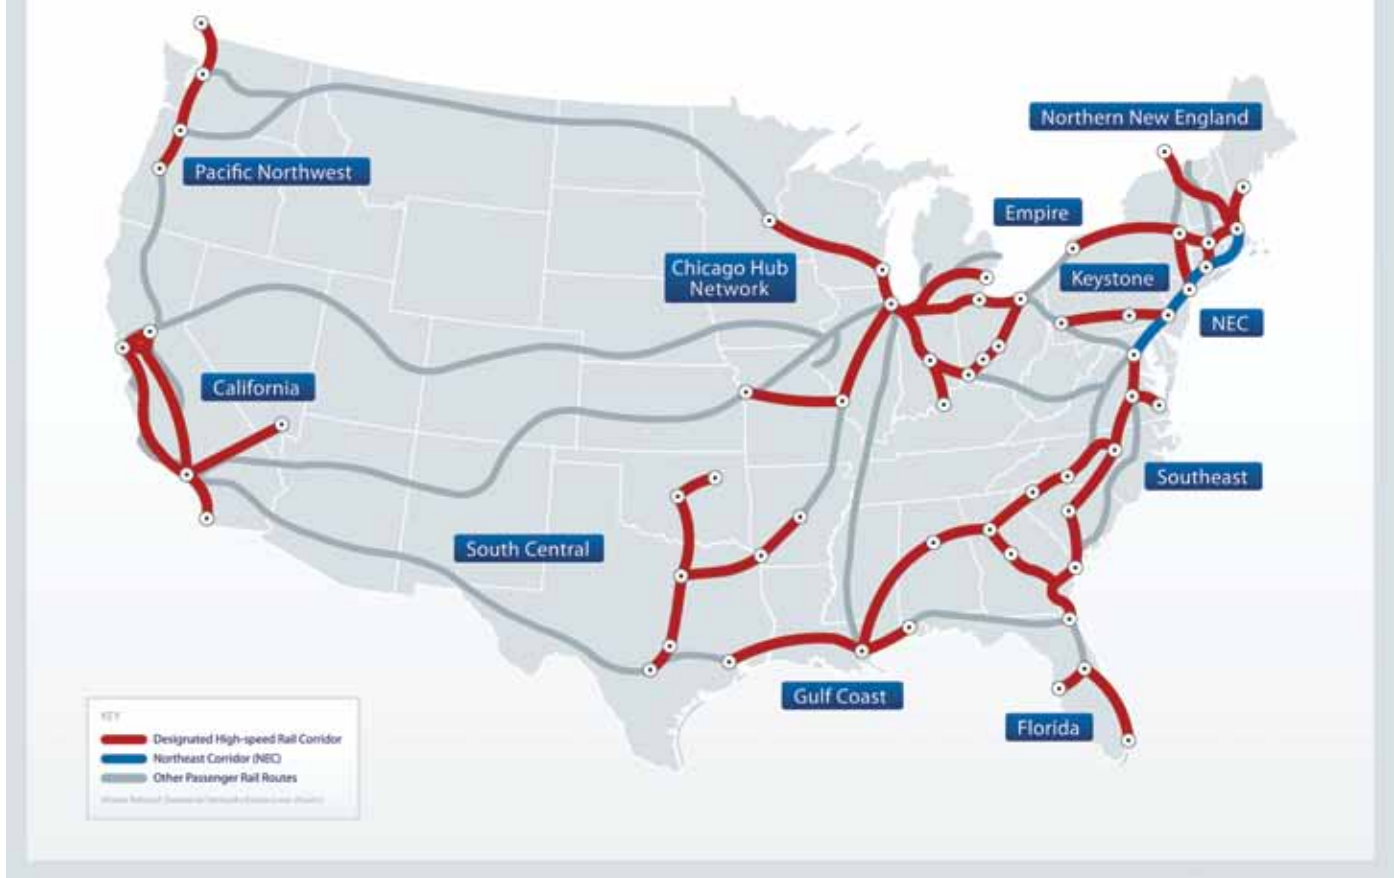 Northern New England
Pacific Northwest
Empire
Chicago Hub
Network
Keystone
NEC
California
Southeast
South Central
Gulf Coast
Florida
KEY
Designated High-speed Rail Corridor
Northeast Corridor (NEC)
Other Passenger Rail Routes